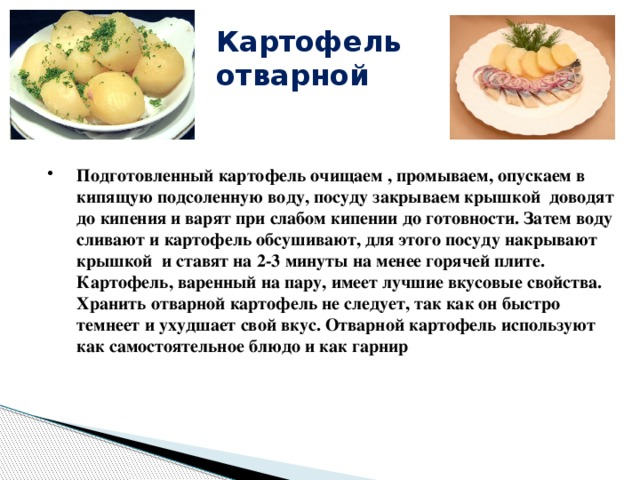 Картофель
отварной
• Подготовленный картофель очищаем , промываем, опускаем в
кипящую подсоленную воду, посуду закрываем крышкой доводят
до кипения и варят при слабом кипении до готовности. Затем воду
сливают и картофель обсушивают, для этого посуду накрывают
крышкой и ставят на 2-3 минуты на менее горячей плите.
Картофель, варенный на пару, имеет лучшие вкусовые свойства.
Хранить отварной картофель не следует, так как он быстро
темнеет и ухудшает свой вкус. Отварной картофель используют
как самостоятельное блюдо и как гарнир